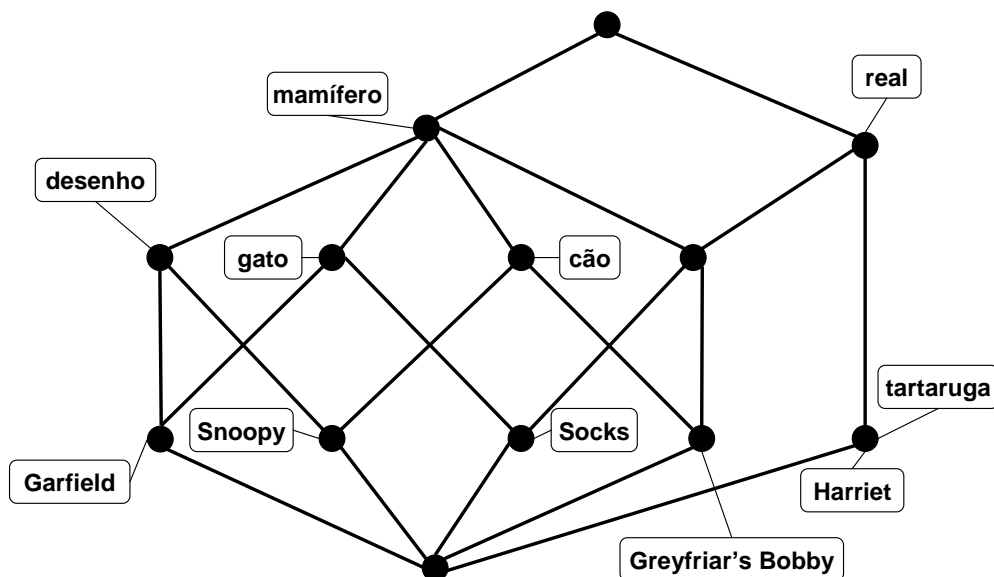 real
mamífero
desenho
gato
cão
tartaruga
Snoopy
Socks
Garfield
Harriet
Greyfriar's Bobby